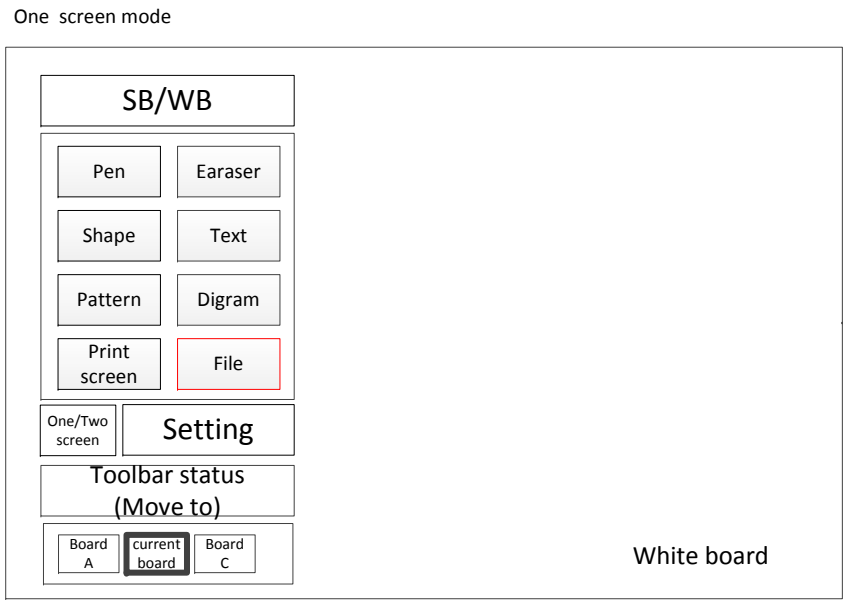 One screen mode
SB/WB
Pen
Earaser
Shape
Text
Pattern
Digram
Print
screen
File
One/Two
screen
Setting
Toolbar status
(Move to)
Board
A
current
board
Board
C
White board